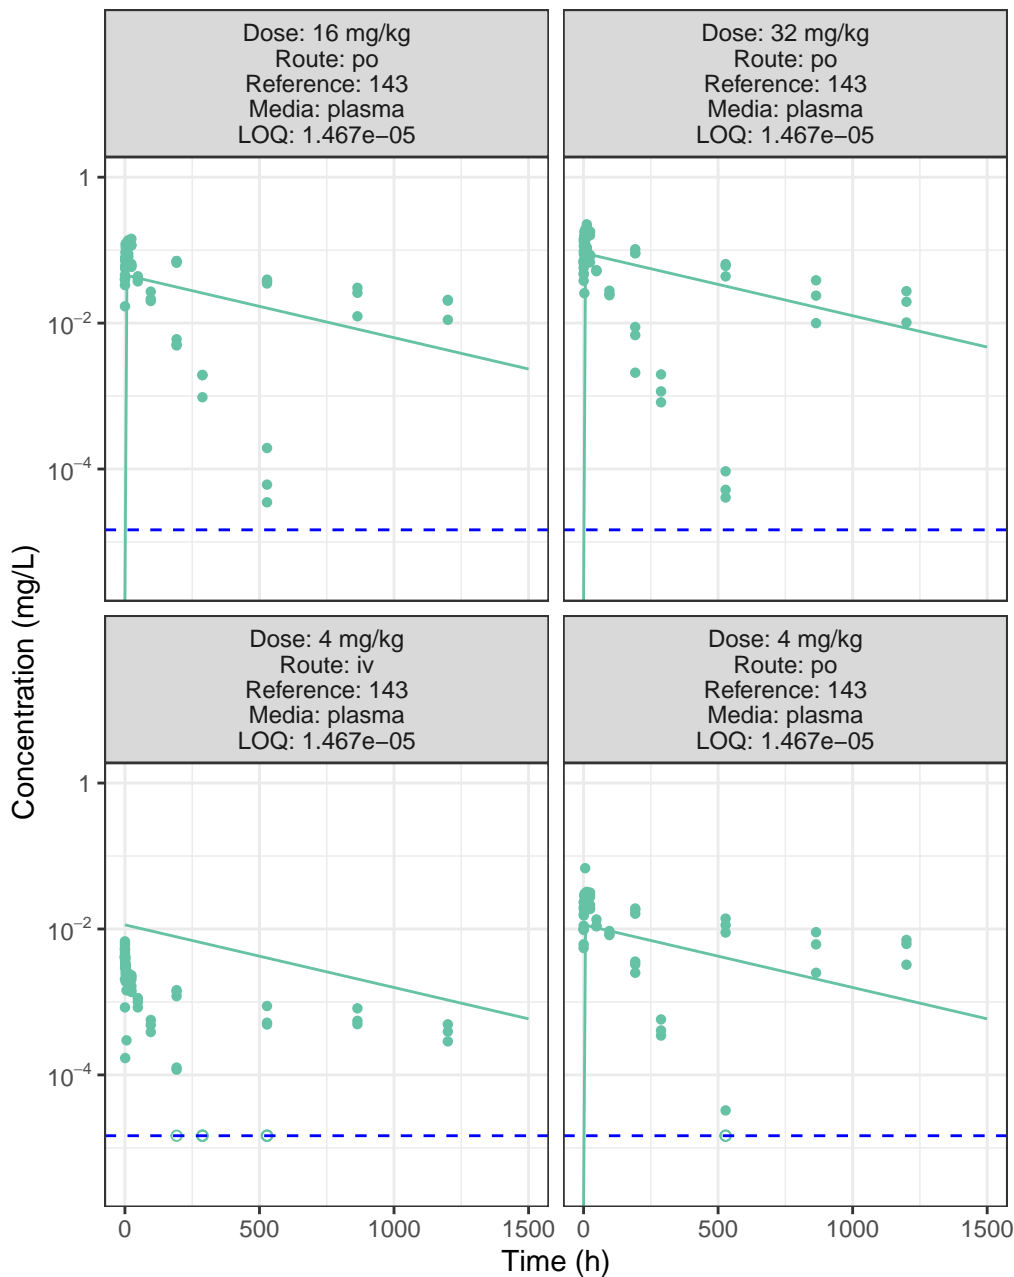 Dose: 16 mg/kg
Route: po
Reference: 143
Media: plasma
LOQ: 1.467e−05
Dose: 32 mg/kg
Route: po
Reference: 143
Media: plasma
LOQ: 1.467e−05
1
10−2
10−4
Dose: 4 mg/kg
Route: iv
Reference: 143
Media: plasma
LOQ: 1.467e−05
Dose: 4 mg/kg
Route: po
Reference: 143
Media: plasma
LOQ: 1.467e−05
1
10−2
10−4
0 500 1000 1500
0 500 1000 1500
Time (h)
Concentration (mg/L)